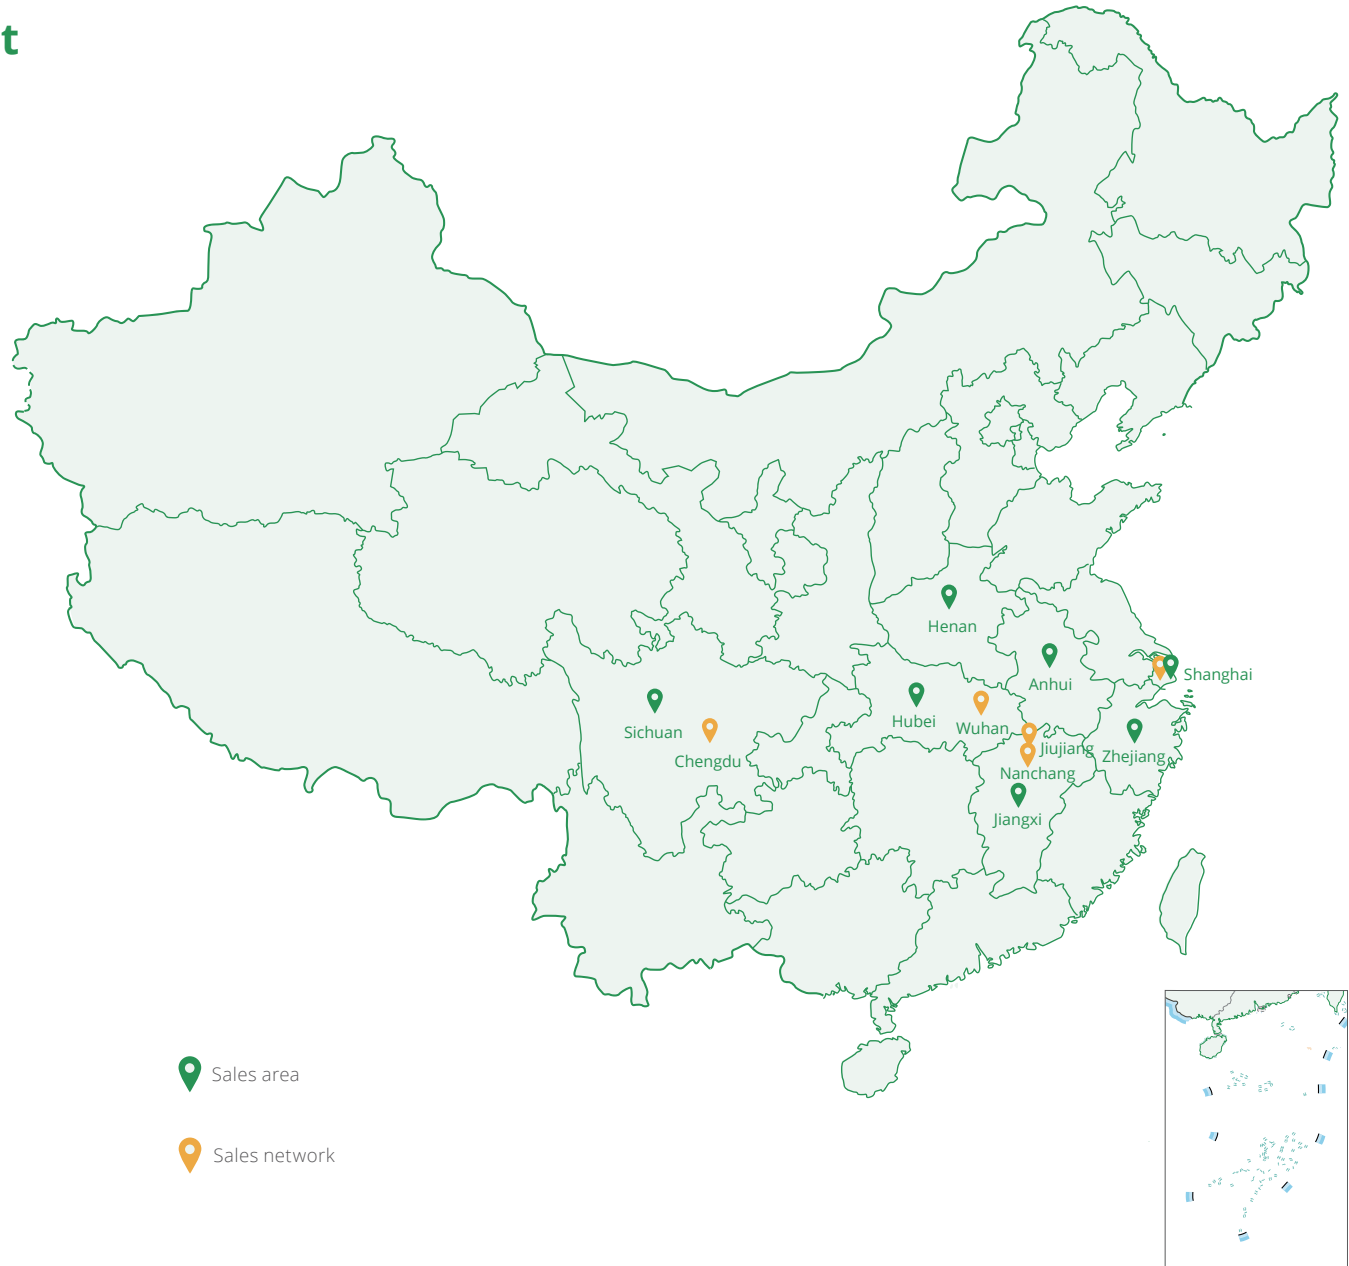 t
Henan
Shanghai
Anhui
Hubei
Wuhan
Sichuan
Jiujiang
Zhejiang
Chengdu
Nanchang
Jiangxi
Sales area
Sales network